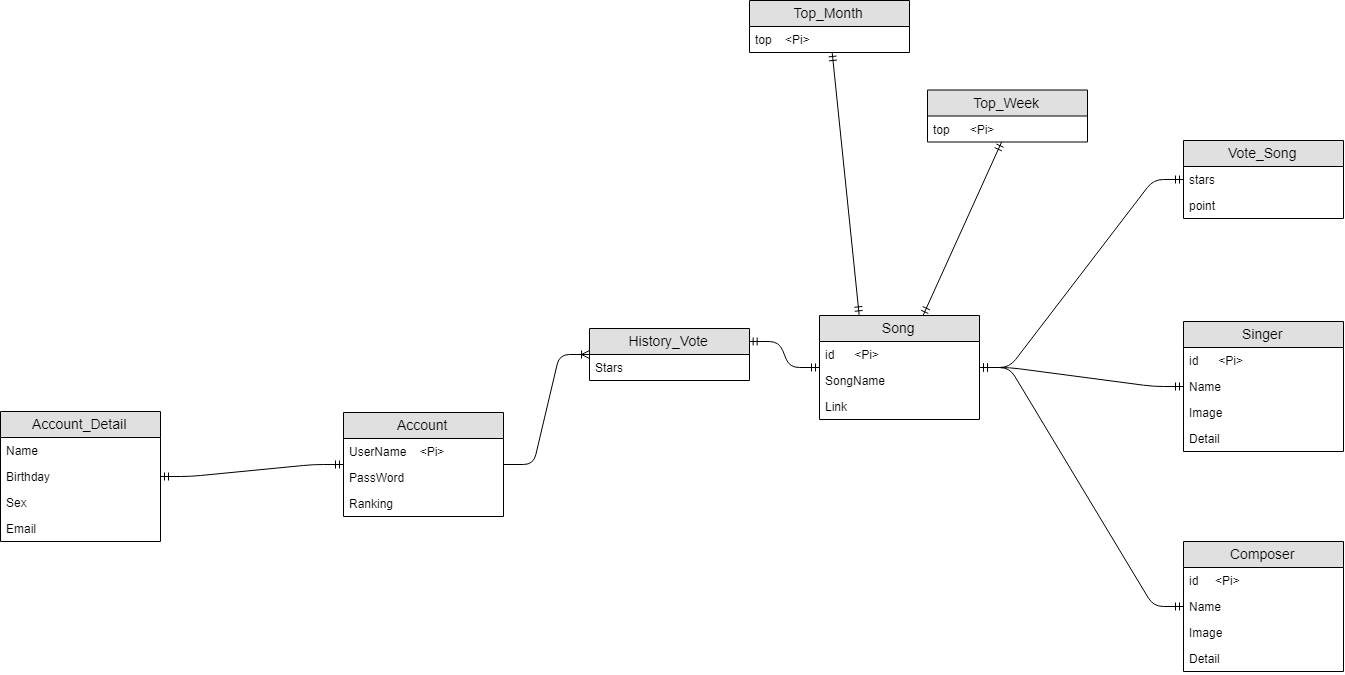 Top_Month
top <Pi>
Top_Week
top <Pi>
Vote_Song
stars
point
Song
id <Pi>
SongName
Link
History_Vote
Stars
Singer
id <Pi>
Name
Image
Detail
Account_Detail
Name
Birthday
Sex
Email
Account
UserName <Pi>
PassWord
Ranking
Composer
id <Pi>
Name
Image
Detail